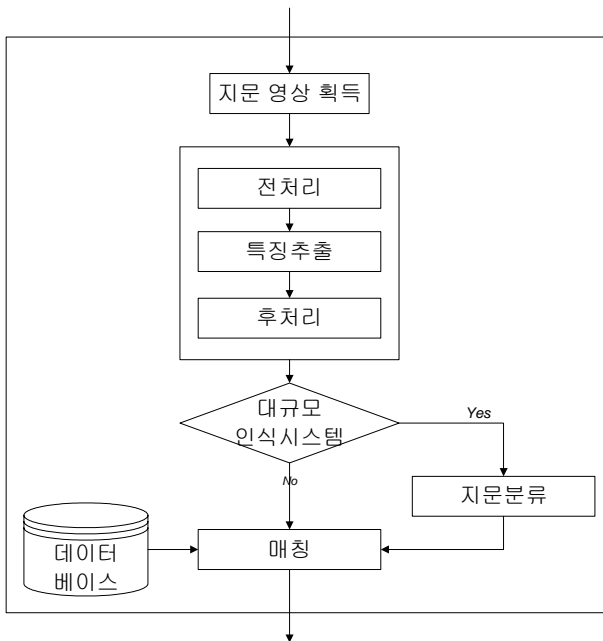 지문 영상 획득
전처리
특징추출
후처리
대규모
인식시스템
Yes
No
지문분류
데이터
베이스
매칭